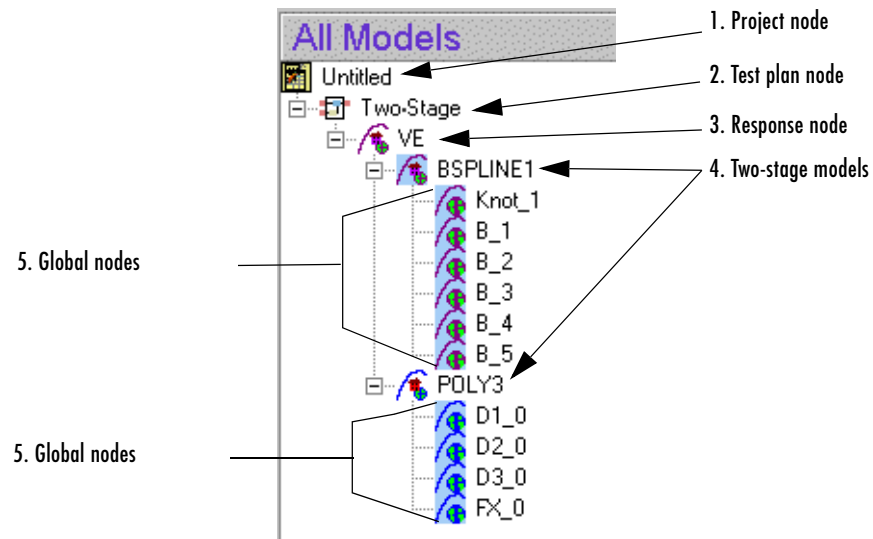 All Models
1. Project node
Untitled
2. Test plan node
Two-Stage
3. Response node
VE
4. Two-stage models
BSPLINE1
Knot_1
B_1
5. Global nodes
B_2
B_3
B_4
B_5
POLY3
D1_0
5. Global nodes
D2_0
D3_0
FX_0